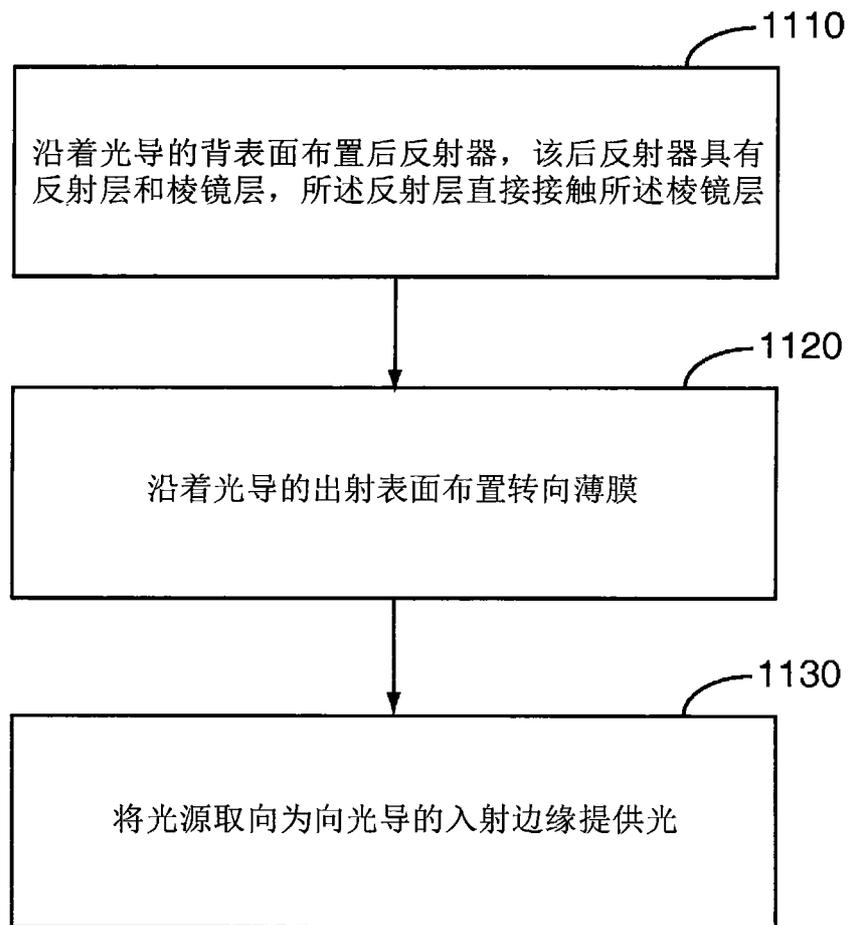 1110
沿着光导的背表面布置后反射器，该后反射器具有
反射层和棱镜层，所述反射层直接接触所述棱镜层
1120
沿着光导的出射表面布置转向薄膜
1130
将光源取向为向光导的入射边缘提供光